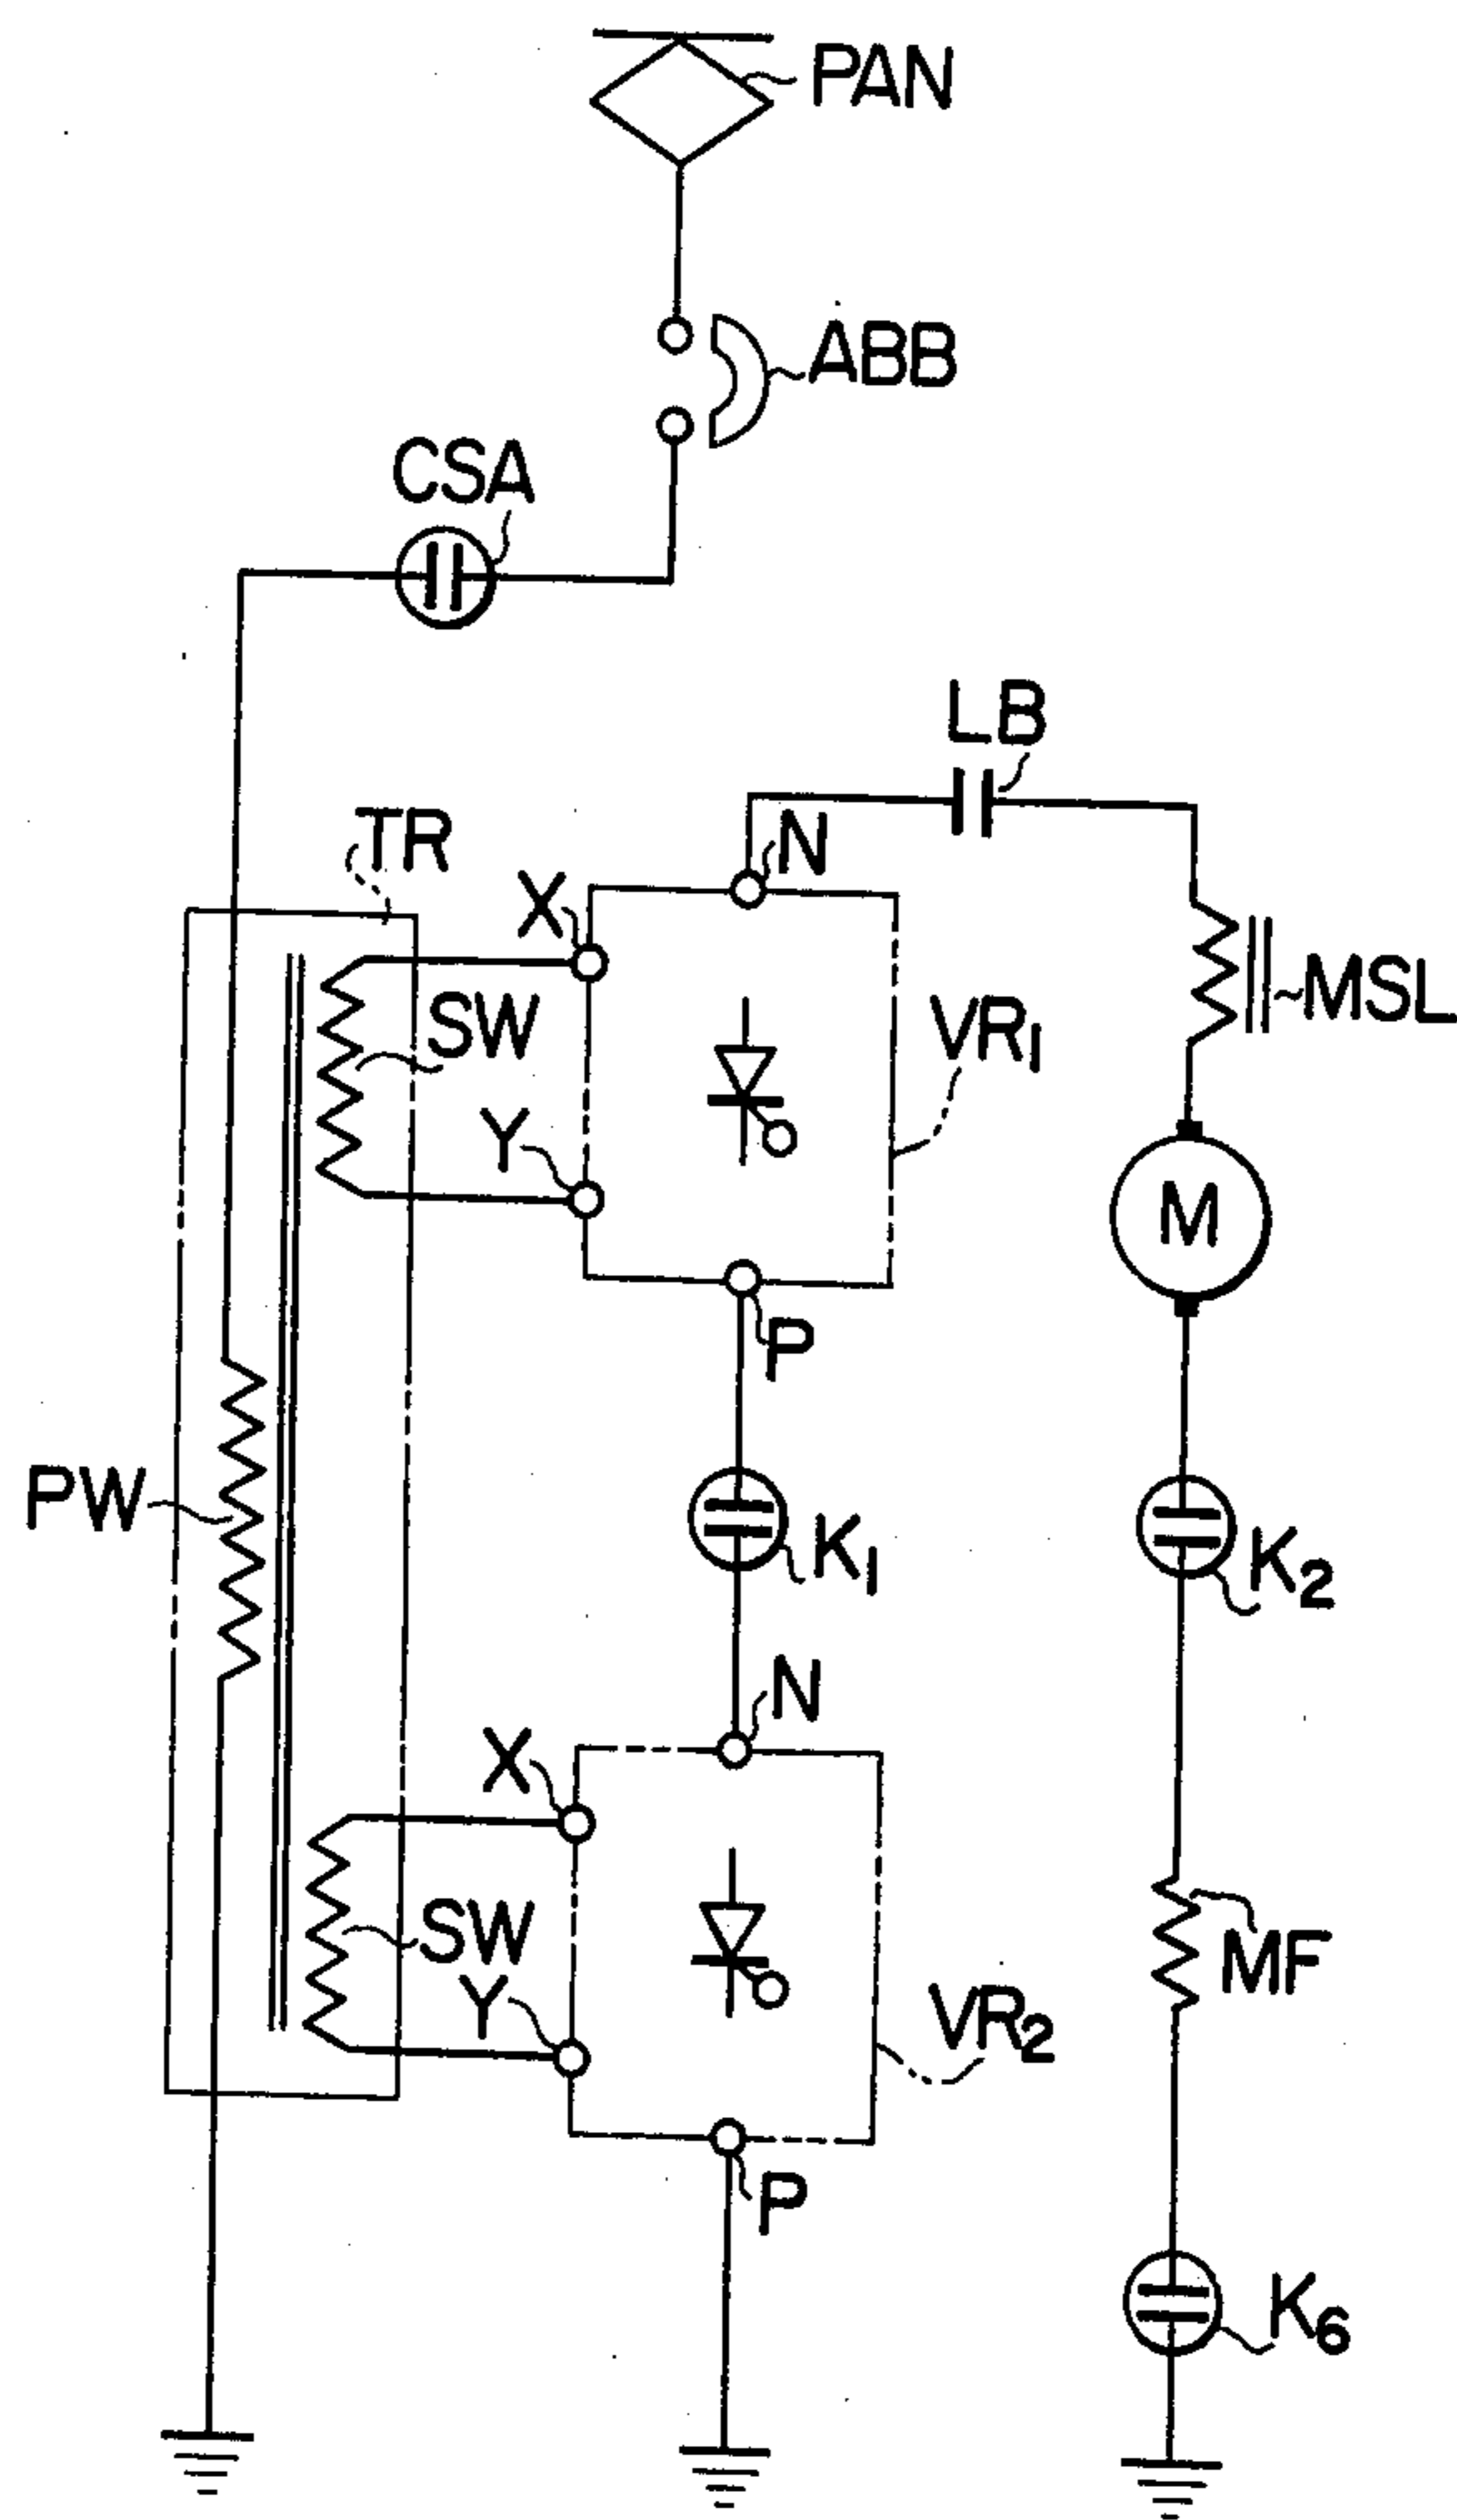 PAN
ABB
CSA
LB
TR
N
X
SW
VR1
MSL
Y
M
P
PW
K1
K2
N
X
SW
MF
Y
VR2
P
K6